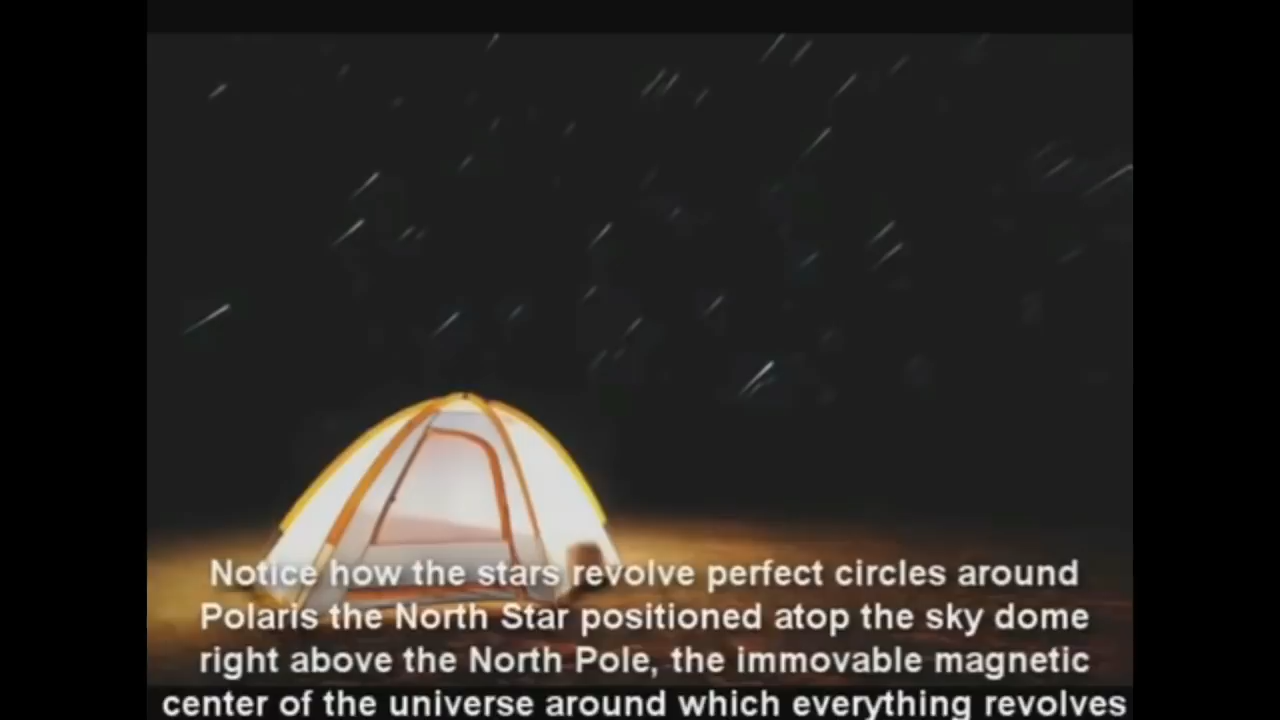 Notice how the stars revolve perfect circles around
Polaris the North Star positioned atop the sky dome
right above the North Pole, the immovable magnetic
center of the universe around which everything revolves